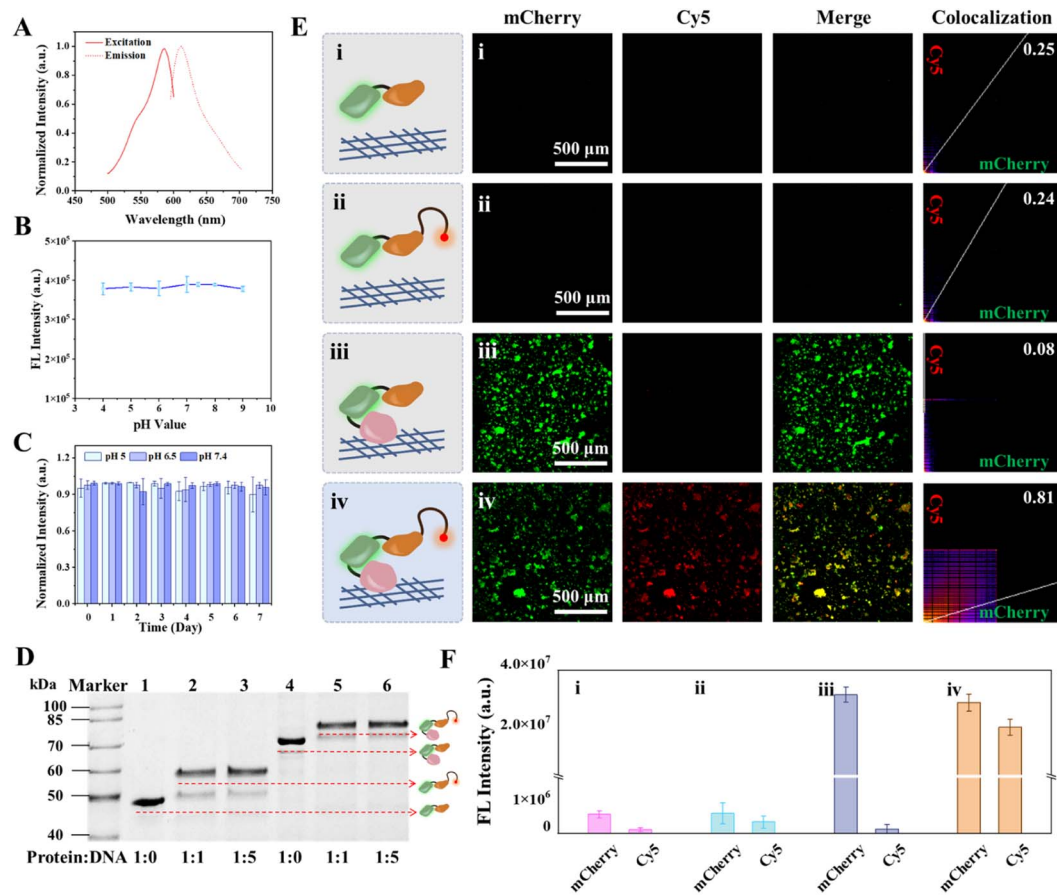 A
Excitation
Emission
Normalized Intensity (a.u.)
1.0
0.8
0.6
0.4
0.2
0.0
450 500 550 600 650 700 750
Wavelength (nm)
B
FL Intensity (a.u.)
5×10⁵
4×10⁵
3×10⁵
2×10⁵
1×10⁵
3 4 5 6 7 8 9 10
pH Value
C
pH 5 pH 6.5 pH 7.4
Normalized Intensity (a.u.)
1.2
0.9
0.6
0.3
0.0
0 1 2 3 4 5 6 7
Time (Day)
D
kDa Marker 1 2 3 4 5 6
100
85
70
60
50
40
Protein:DNA 1:0 1:1 1:5 1:0 1:1 1:5
E
mCherry Cy5 Merge Colocalization
i
i
500 μm
Cy5
0.25
mCherry
ii
ii
500 μm
Cy5
0.24
mCherry
iii
iii
500 μm
Cy5
0.08
mCherry
iv
iv
500 μm
Cy5
0.81
mCherry
F
FL Intensity (a.u.)
4.0×10⁷
2.0×10⁷
1×10⁶
0
i ii iii iv
mCherry Cy5 mCherry Cy5 mCherry Cy5 mCherry Cy5